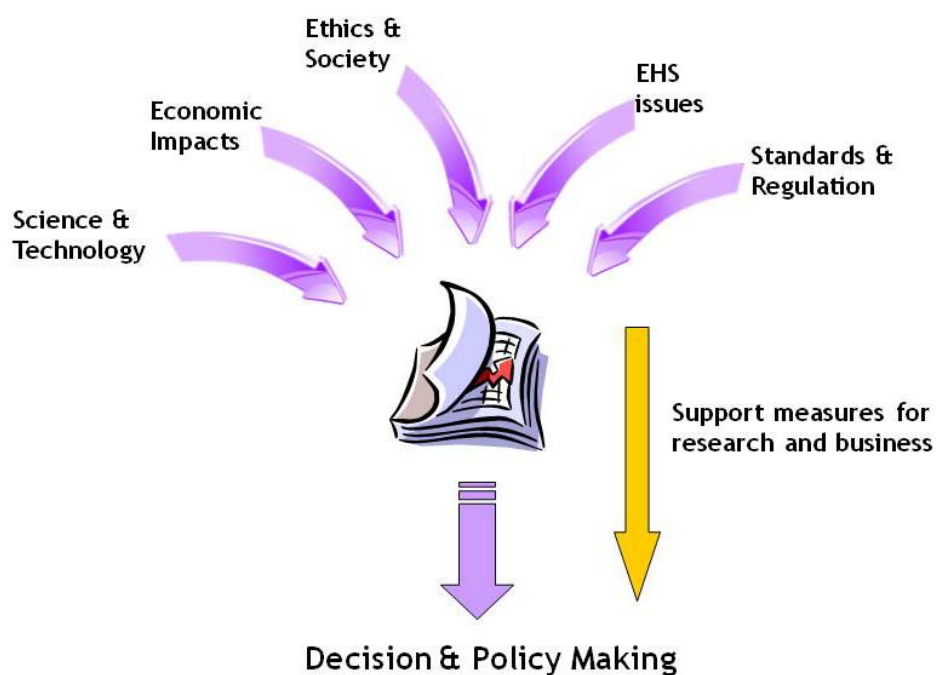 Ethics &
Society
EHS
issues
Economic
Impacts
Standards &
Regulation
Science &
Technology
Support measures for
research and business
Decision & Policy Making